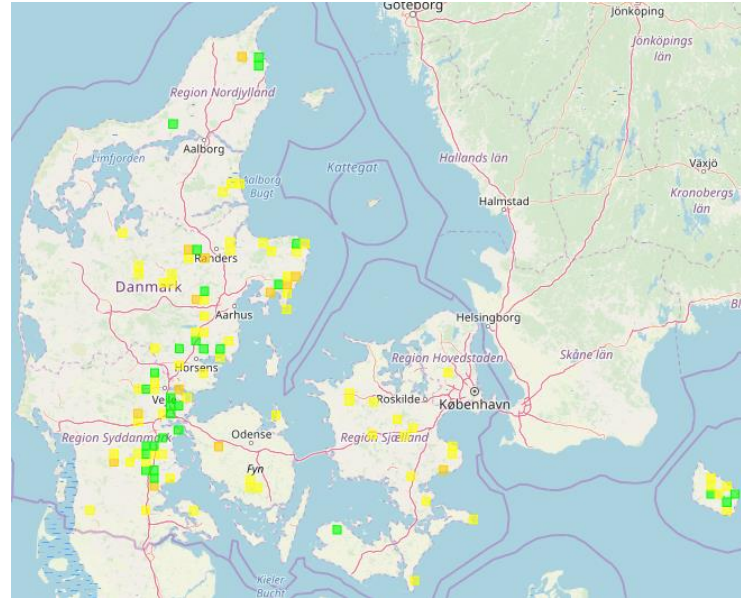 Göteborg
Jönköping
Jönköpings
län
Region Nordjylland
Aalborg
Limfjorden
Aalborg
Bugt
Kattegat
Hallands län
Växjö
Kronobergs
län
Halmstad
Randers
Danmark
Aarhus
Helsingborg
Skåne län
Horsens
Region Hovedstaden
Roskilde
København
Region Syddanmark
Odense
Region Sjælland
Fyn
Kieler
Bucht